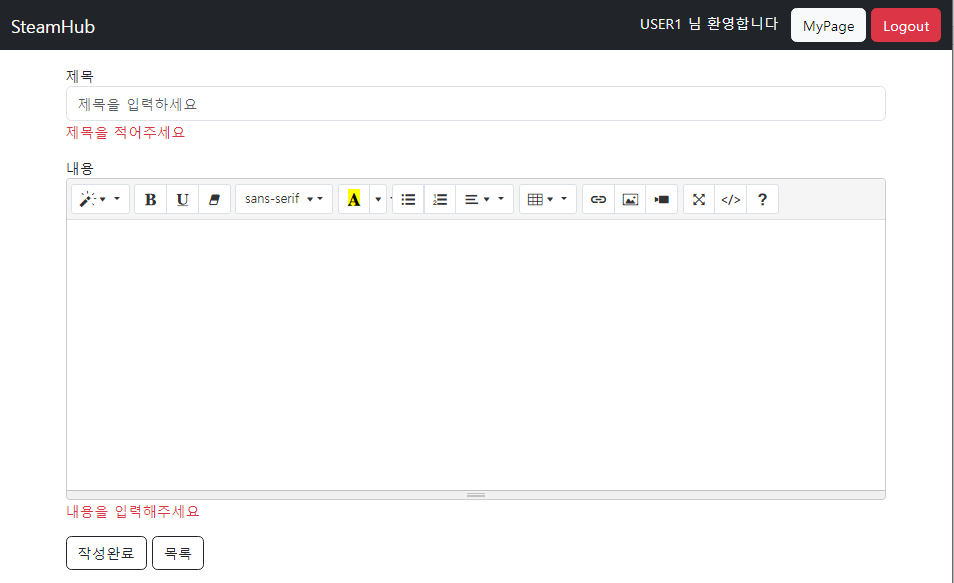 SteamHub USER1 님 환영합니다 MyPage Logout
제목
제목을 입력하세요
제목을 적어주세요
내용
B U sans-serif A </> ?
내용을 입력해주세요
작성완료 목록